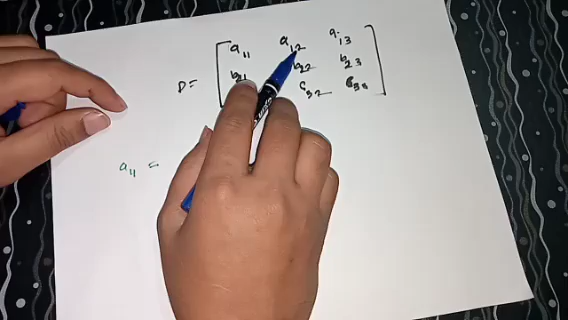 a11 a12 a13
D = b21 b22 b23
c32 c33
a11 =